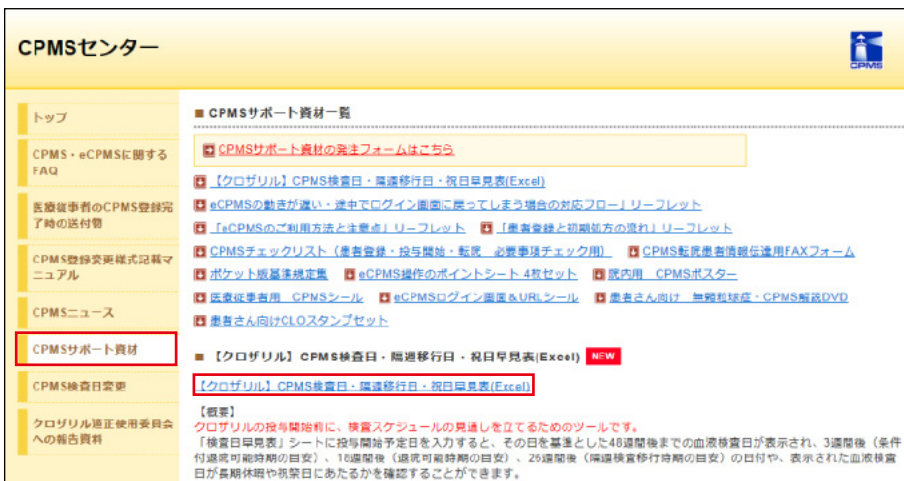 CPMSセンター
CPMS
トップ
CPMS・eCPMSに関する
FAQ
医療従事者のCPMS登録完
了時の送付物
CPMS登録変更様式記載マ
ニュアル
CPMSニュース
CPMSサポート資材
CPMS検査日変更
クロザリル適正使用委員会
への報告資料
■ CPMSサポート資材一覧
CPMSサポート資材の発注フォームはこちら
【クロザリル】CPMS検査日・隔週移行日・祝日早見表(Excel)
eCPMSの動きが遅い・途中でログイン画面に戻ってしまう場合の対応フロー」リーフレット
「eCPMSのご利用方法と注意点」リーフレット 「患者登録と初期処方の流れ」リーフレット
CPMSチェックリスト（患者登録・投与開始・転院 必要事項チェック用） CPMS転院患者情報伝達用FAXフォーム
ポケット版基準規定集 eCPMS操作のポイントシート 4枚セット 院内用 CPMSポスター
医療従事者用 CPMSシール eCPMSログイン画面＆URLシール 患者さん向け 無顆粒球症・CPMS解説DVD
患者さん向けCLOスタンプセット
■ 【クロザリル】CPMS検査日・隔週移行日・祝日早見表(Excel) NEW
【クロザリル】CPMS検査日・隔週移行日・祝日早見表(Excel)
【概要】
クロザリルの投与開始前に、検査スケジュールの見通しを立てるためのツールです。
「検査日早見表」シートに投与開始予定日を入力すると、その日を基準とした48週間後までの血液検査日が表示され、3週間後（条件
付退院可能時期の目安）、18週間後（退院可能時期の目安）、26週間後（隔週検査移行時期の目安）の日付や、表示された血液検査
日が長期休暇や祝祭日にあたるかを確認することができます。